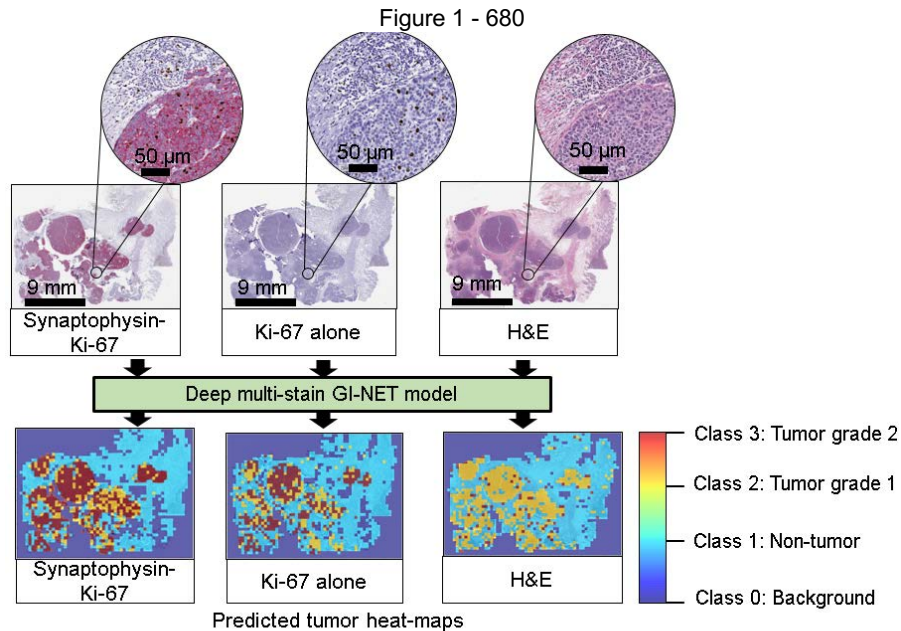 Figure 1 - 680
50 µm
50 µm
50 µm
9 mm
9 mm
9 mm
Synaptophysin-
Ki-67
Ki-67 alone
H&E
Deep multi-stain GI-NET model
Class 3: Tumor grade 2
Class 2: Tumor grade 1
Class 1: Non-tumor
Class 0: Background
Synaptophysin-
Ki-67
Ki-67 alone
H&E
Predicted tumor heat-maps